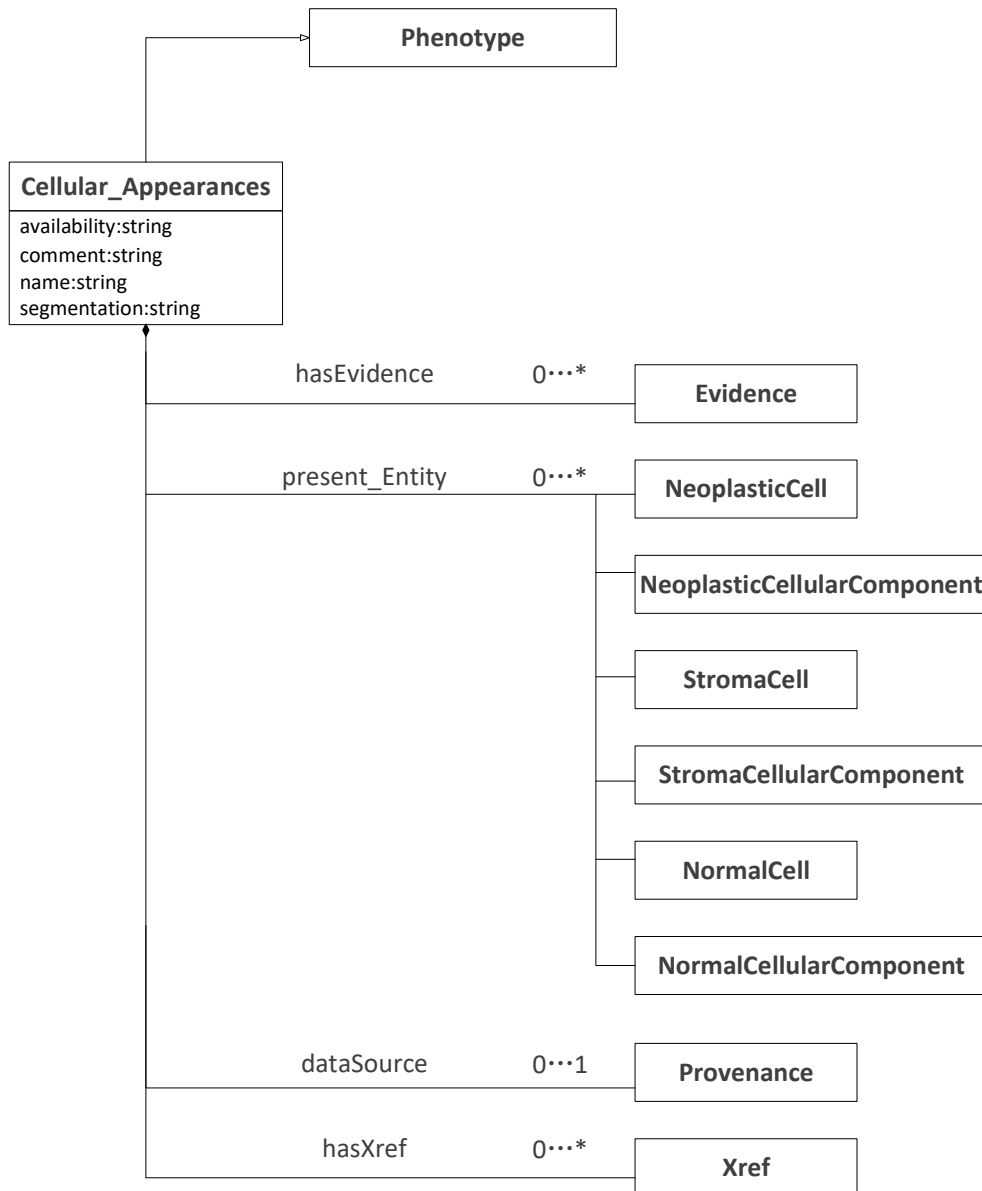 Phenotype
Cellular_Appearances
availability:string
comment:string
name:string
segmentation:string
hasEvidence 0···*
Evidence
present_Entity 0···*
NeoplasticCell
NeoplasticCellularComponent
StromaCell
StromaCellularComponent
NormalCell
NormalCellularComponent
dataSource 0···1
Provenance
hasXref 0···*
Xref